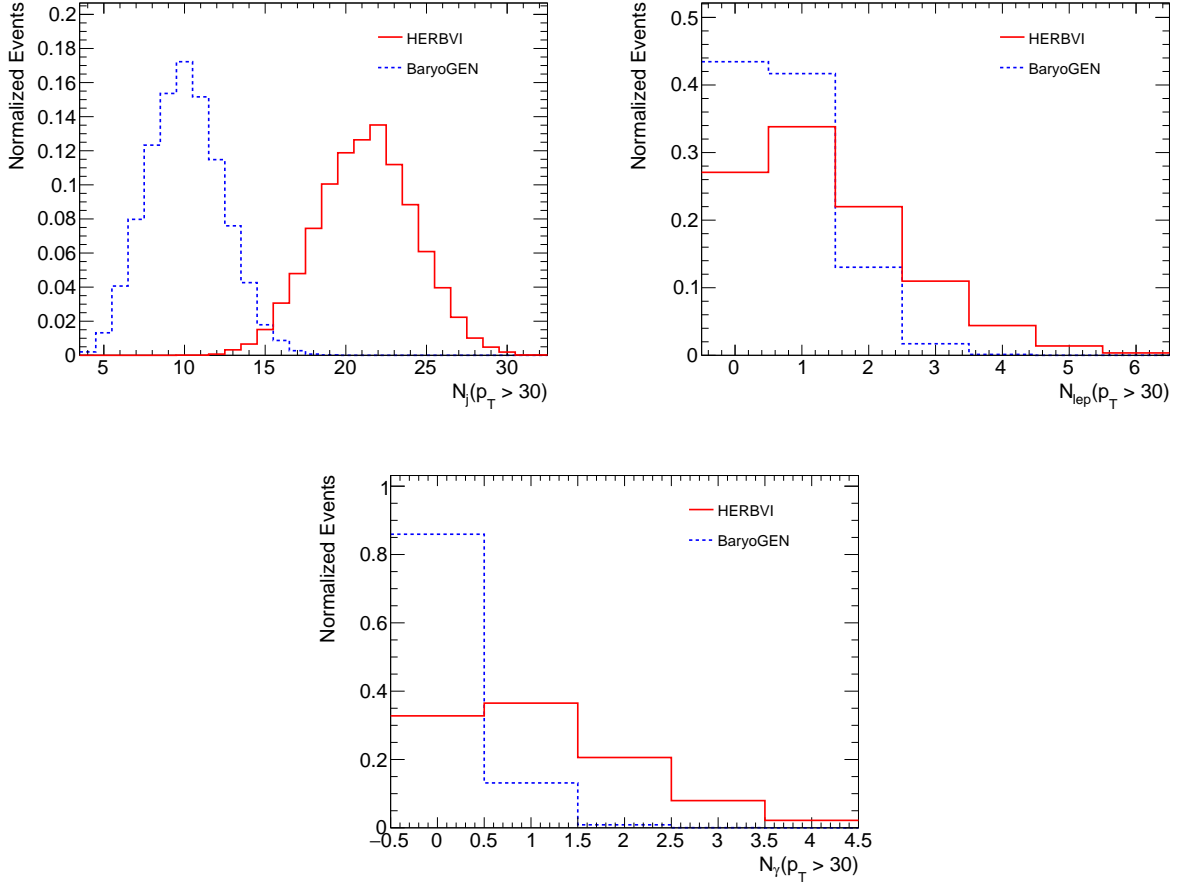 Normalized Events
0.2
0.18
0.16
0.14
0.12
0.1
0.08
0.06
0.04
0.02
0
HERBVI
BaryoGEN
5 10 15 20 25 30
N_j(p_T > 30)
Normalized Events
0.5
0.4
0.3
0.2
0.1
0
HERBVI
BaryoGEN
0 1 2 3 4 5 6
N_lep(p_T > 30)
Normalized Events
1
0.8
0.6
0.4
0.2
0
HERBVI
BaryoGEN
−0.5 0 0.5 1 1.5 2 2.5 3 3.5 4 4.5
N_γ(p_T > 30)